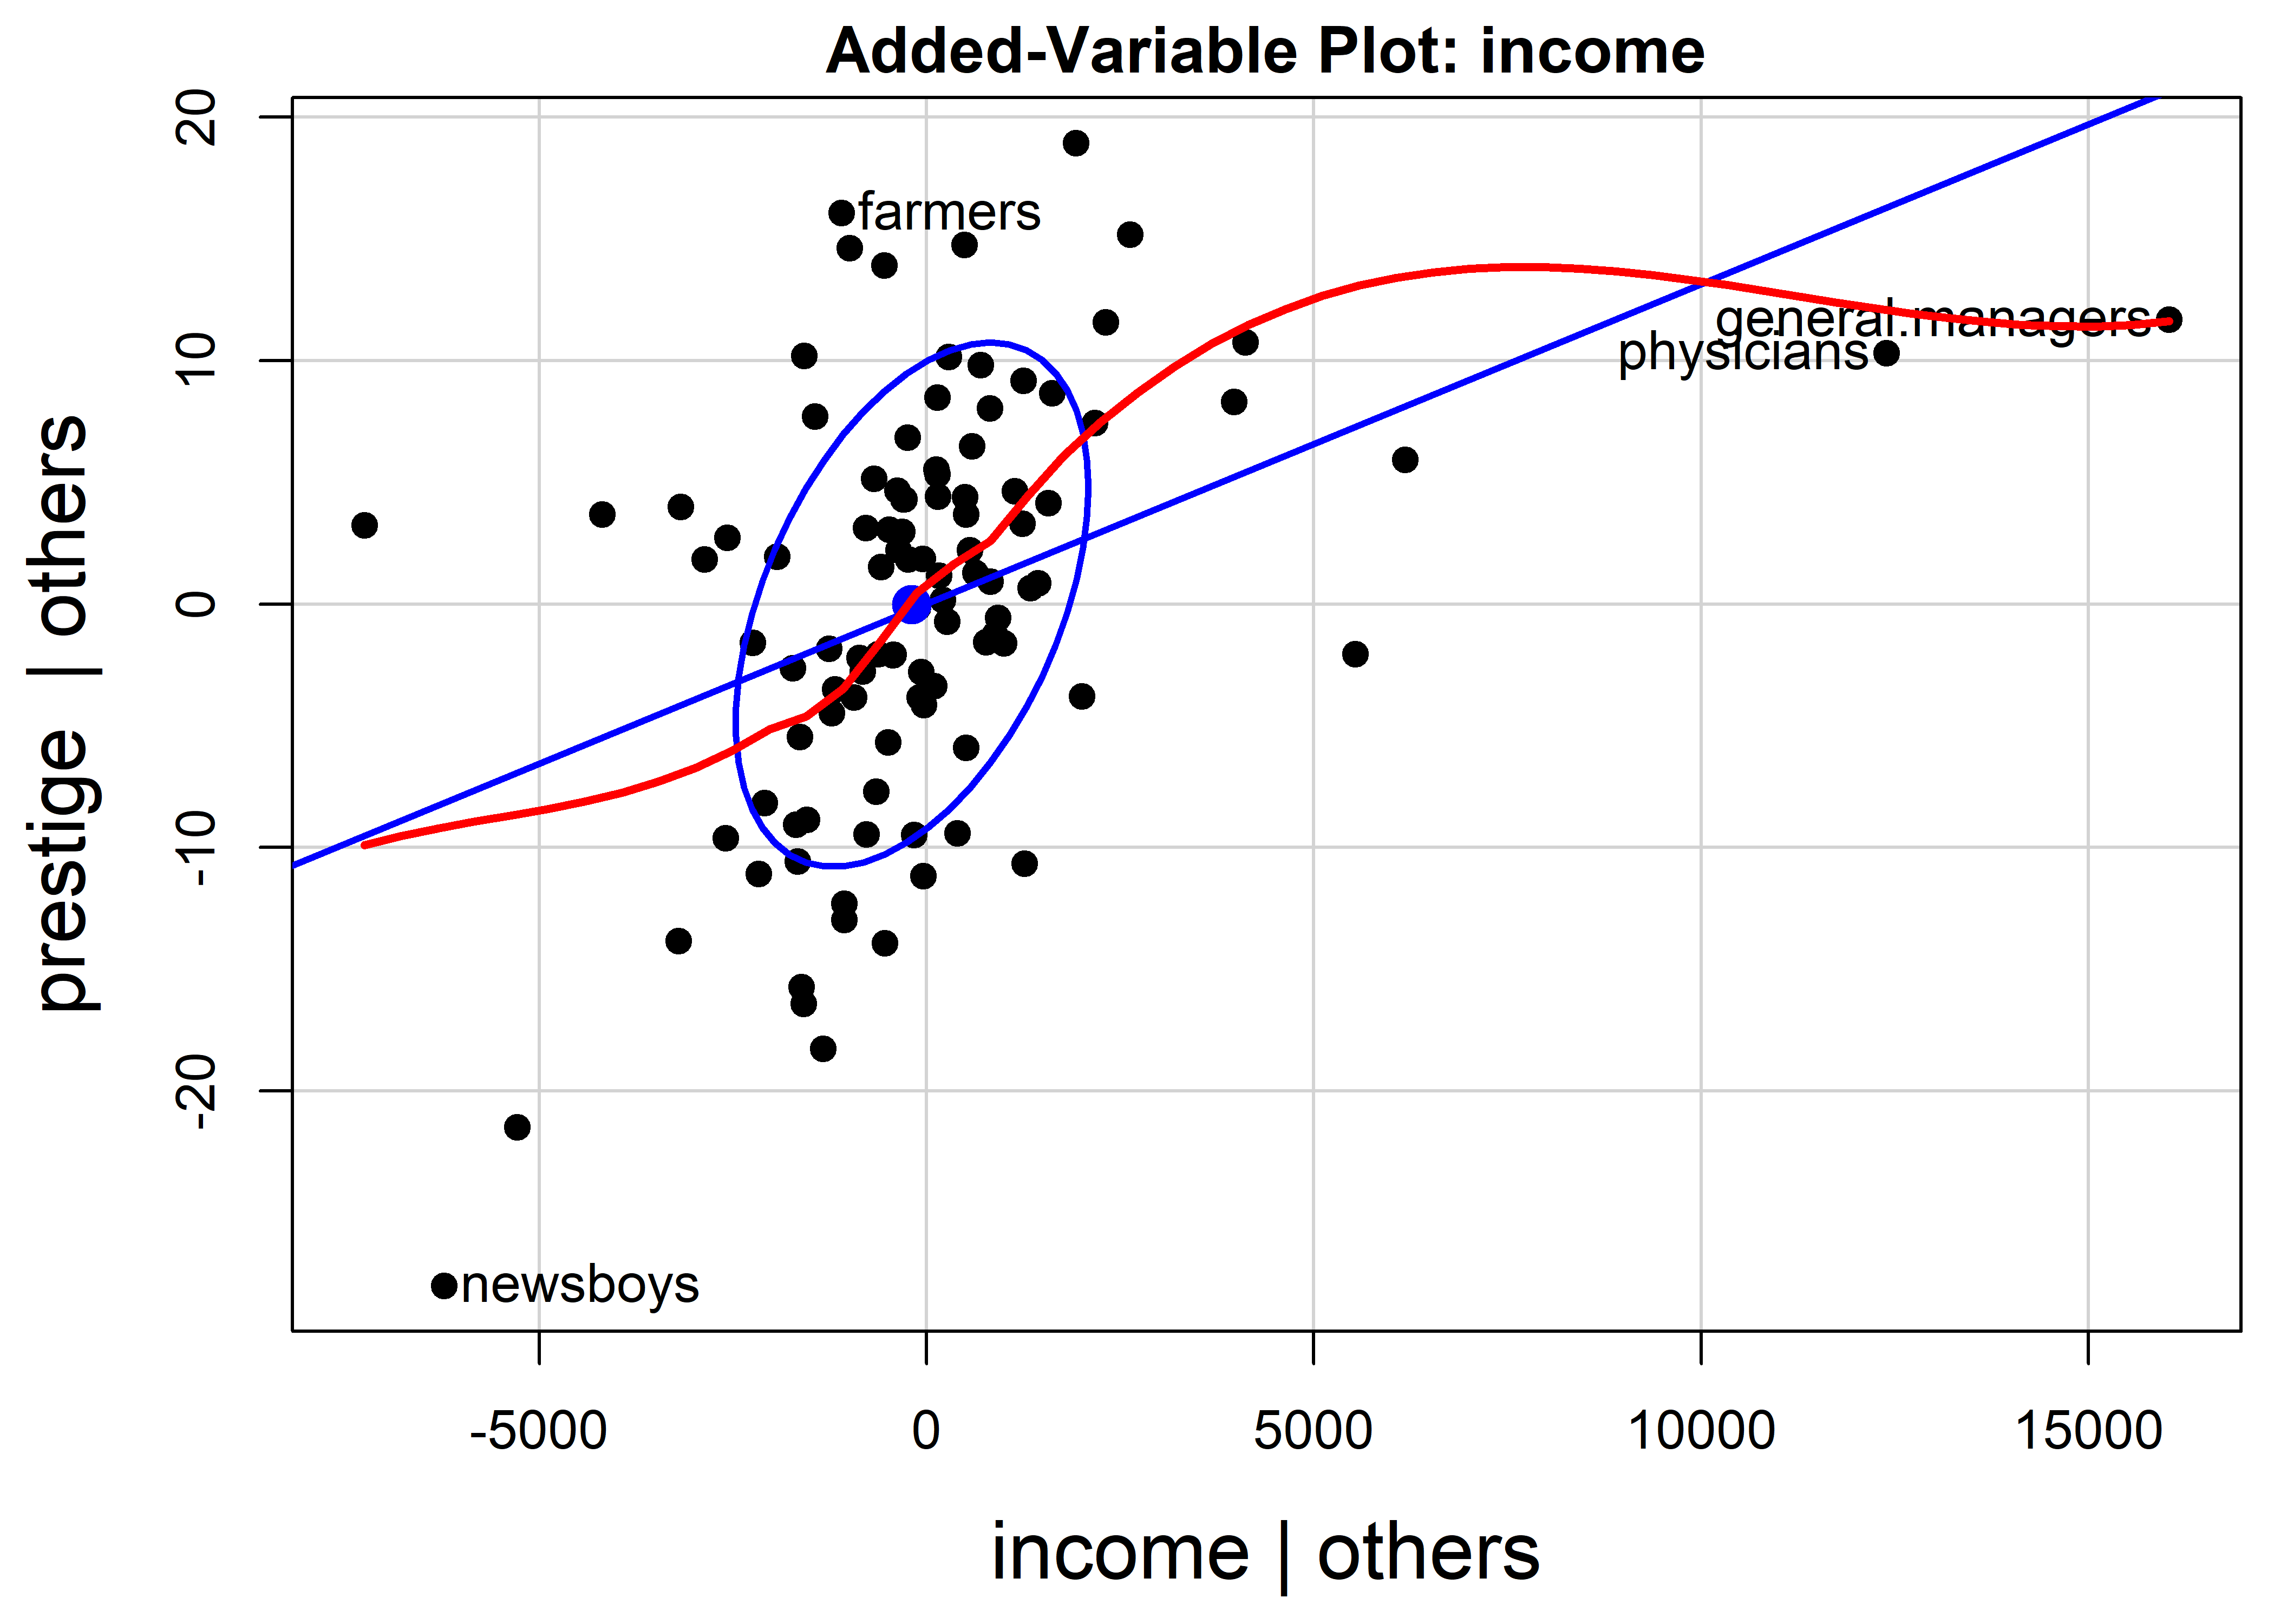 Added-Variable Plot: income
20
10
0
-10
-20
prestige | others
farmers
general.managers
physicians
newsboys
-5000 0 5000 10000 15000
income | others